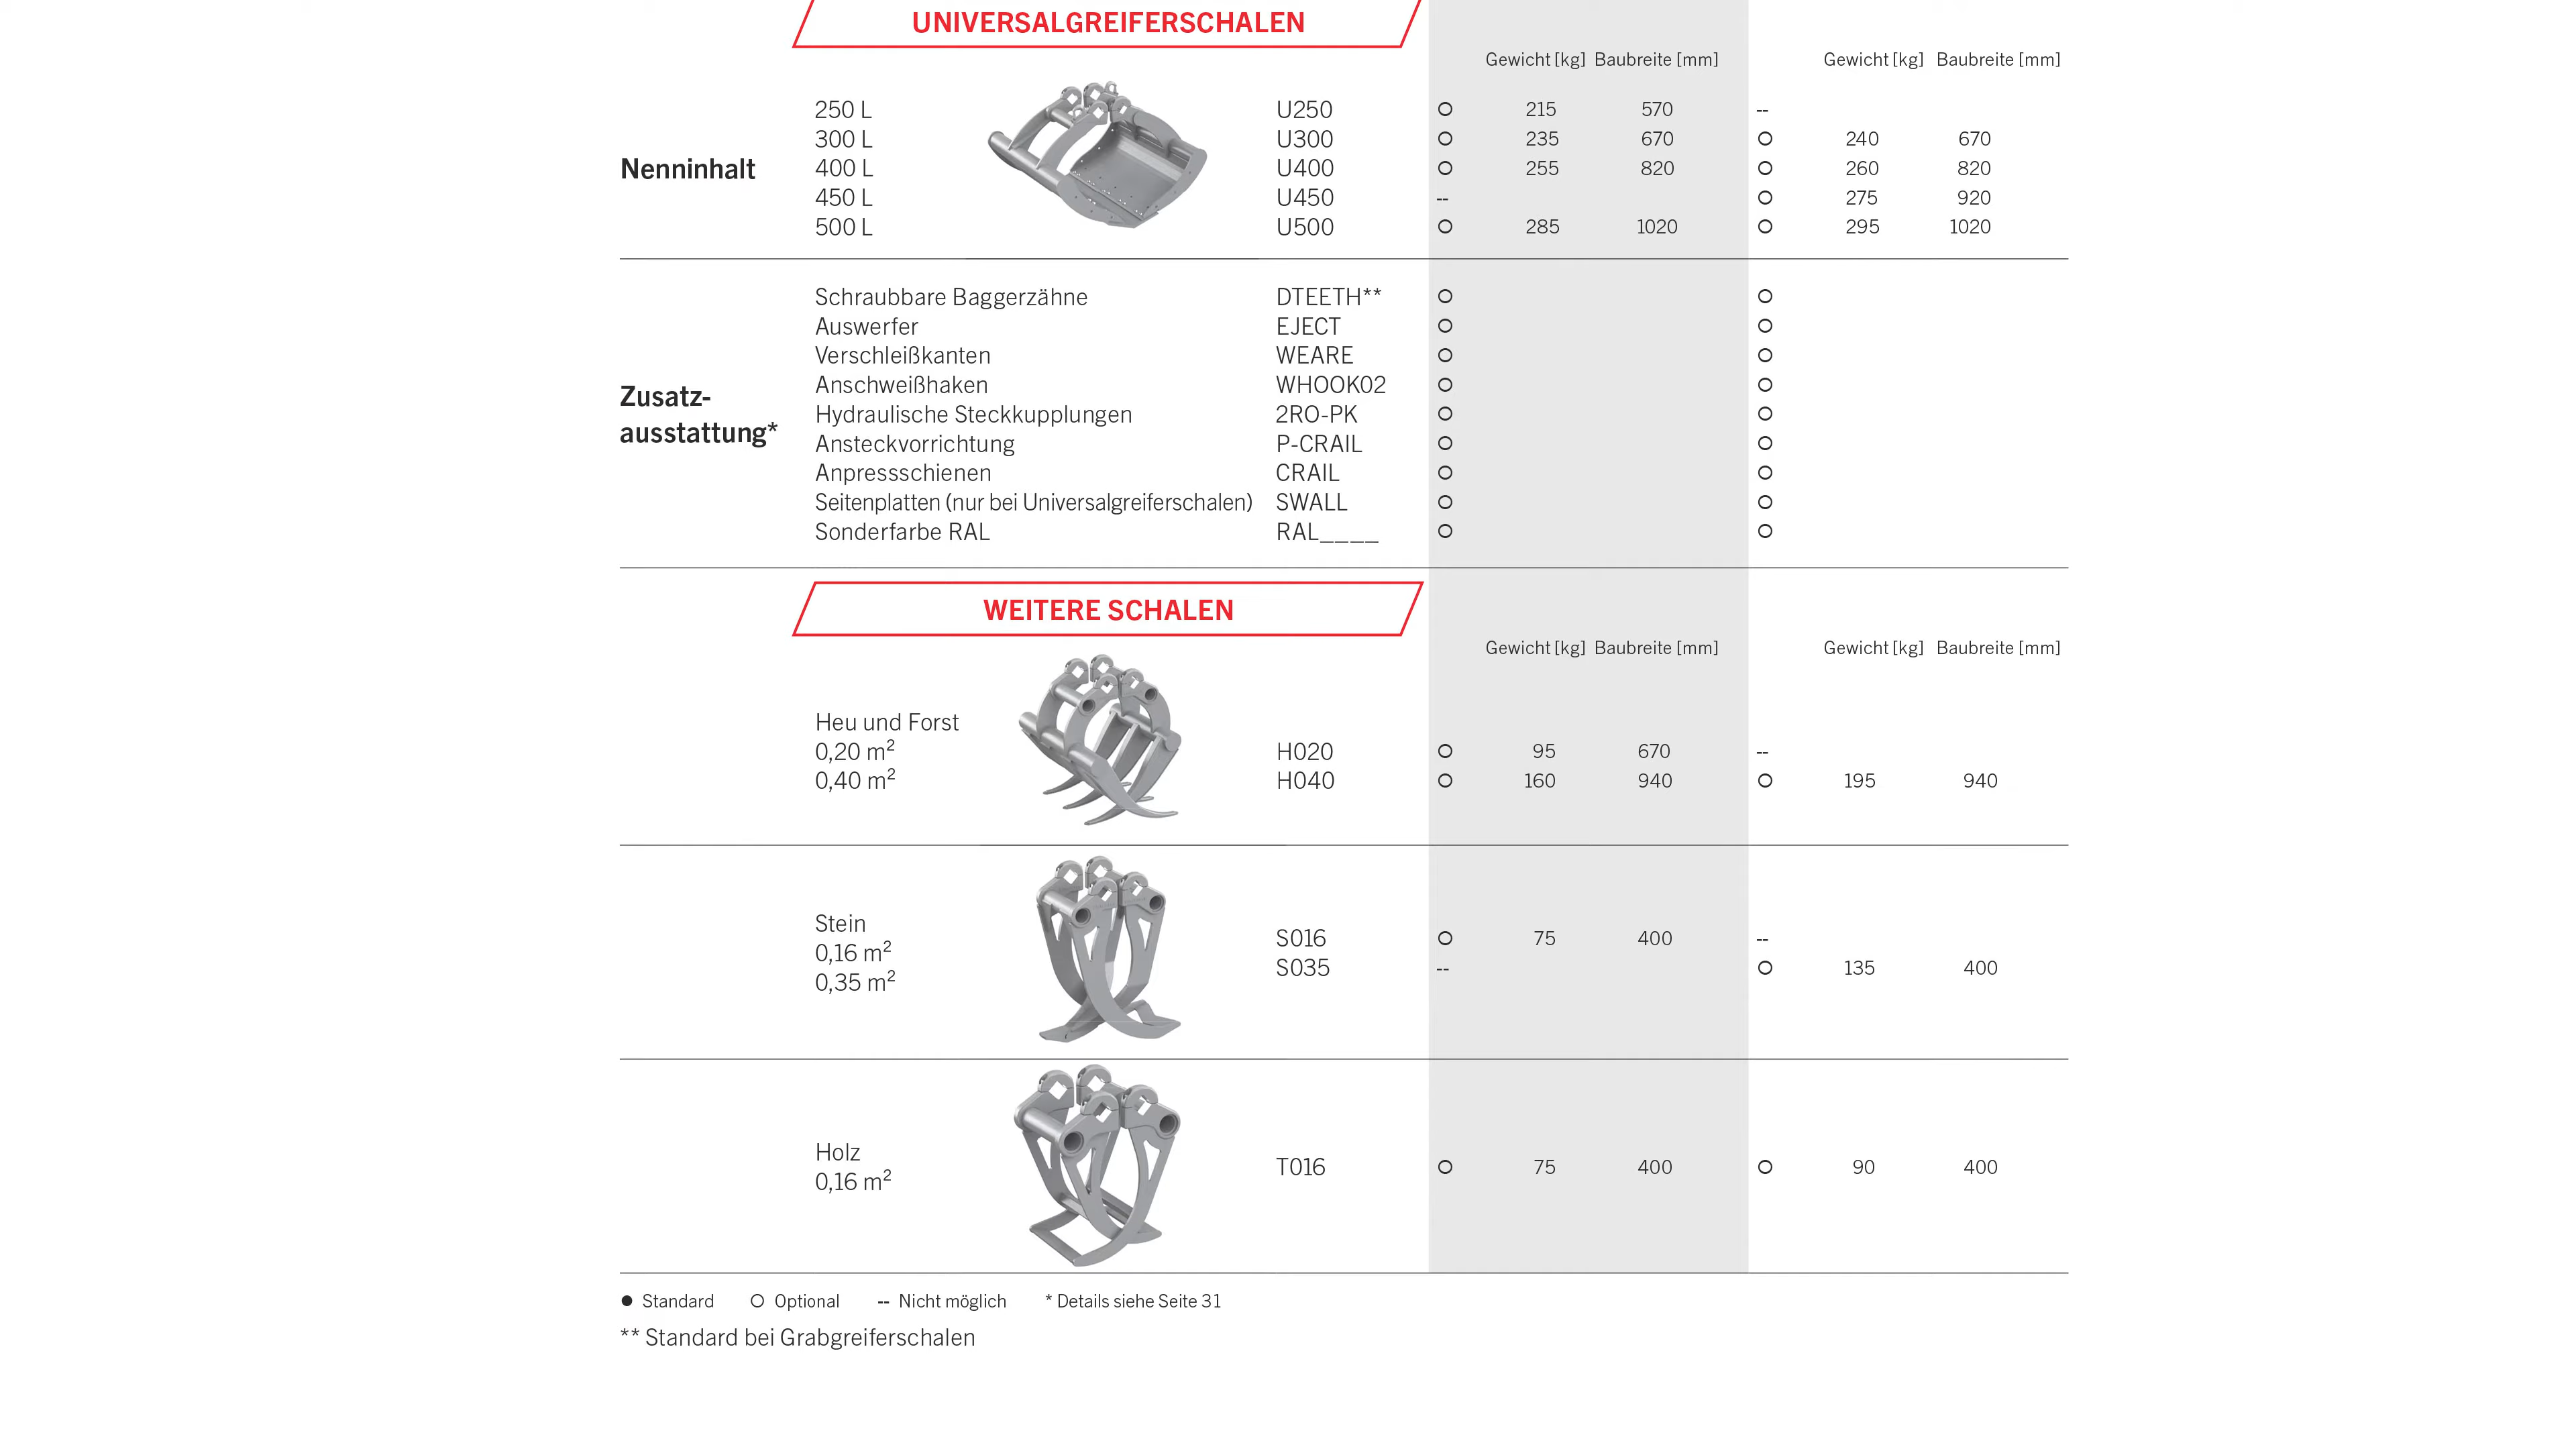 UNIVERSALGREIFERSCHALEN
Gewicht [kg] Baubreite [mm] Gewicht [kg] Baubreite [mm]
Nenninhalt
250 L U250 O 215 570 --
300 L U300 O 235 670 O 240 670
400 L U400 O 255 820 O 260 820
450 L U450 -- O 275 920
500 L U500 O 285 1020 O 295 1020
Zusatz-
ausstattung*
Schraubbare Baggerzähne DTEETH** O O
Auswerfer EJECT O O
Verschleißkanten WEARE O O
Anschweißhaken WHOOK02 O O
Hydraulische Steckkupplungen 2RO-PK O O
Ansteckvorrichtung P-CRAIL O O
Anpressschienen CRAIL O O
Seitenplatten (nur bei Universalgreiferschalen) SWALL O O
Sonderfarbe RAL RAL____ O O
WEITERE SCHALEN
Gewicht [kg] Baubreite [mm] Gewicht [kg] Baubreite [mm]
Heu und Forst
0,20 m² H020 O 95 670 --
0,40 m² H040 O 160 940 O 195 940
Stein
0,16 m² S016 O 75 400 --
0,35 m² S035 -- O 135 400
Holz
0,16 m² T016 O 75 400 O 90 400
● Standard O Optional -- Nicht möglich * Details siehe Seite 31
** Standard bei Grabgreiferschalen